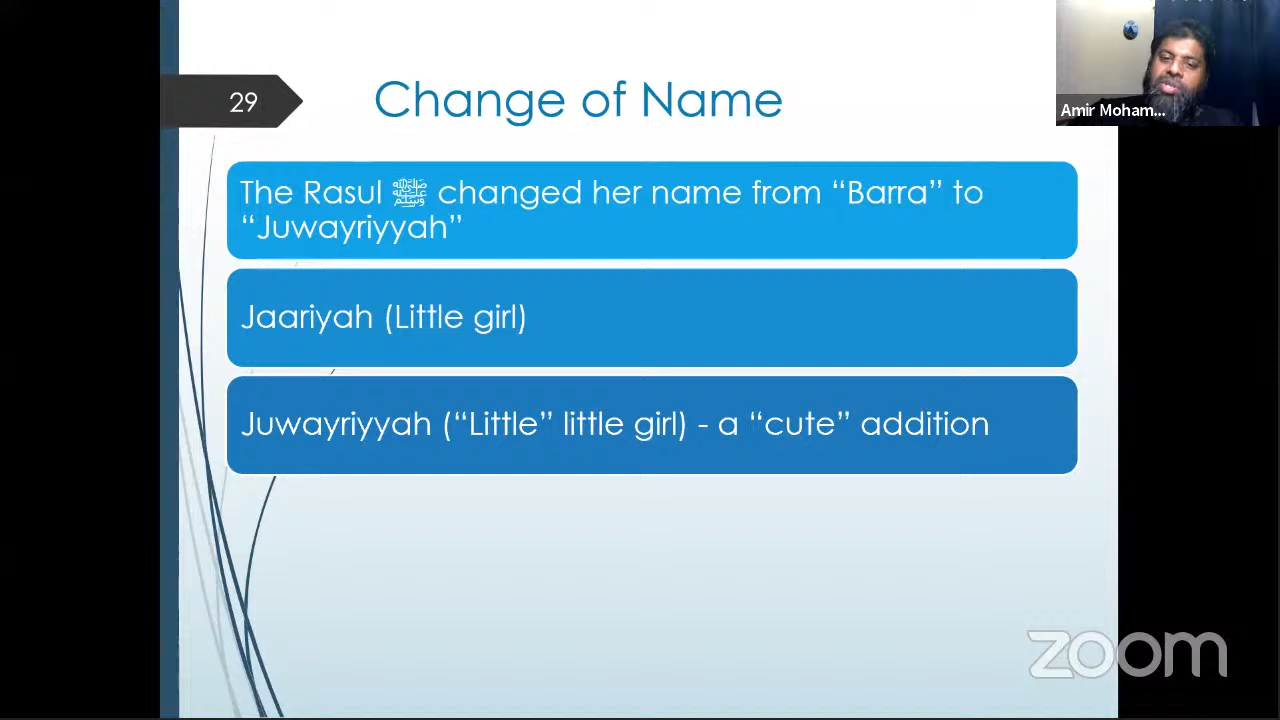 29
Change of Name
Amir Moham...
The Rasul ﷺ changed her name from “Barra” to
“Juwayriyyah”
Jaariyah (Little girl)
Juwayriyyah (“Little” little girl) - a “cute” addition
zoom